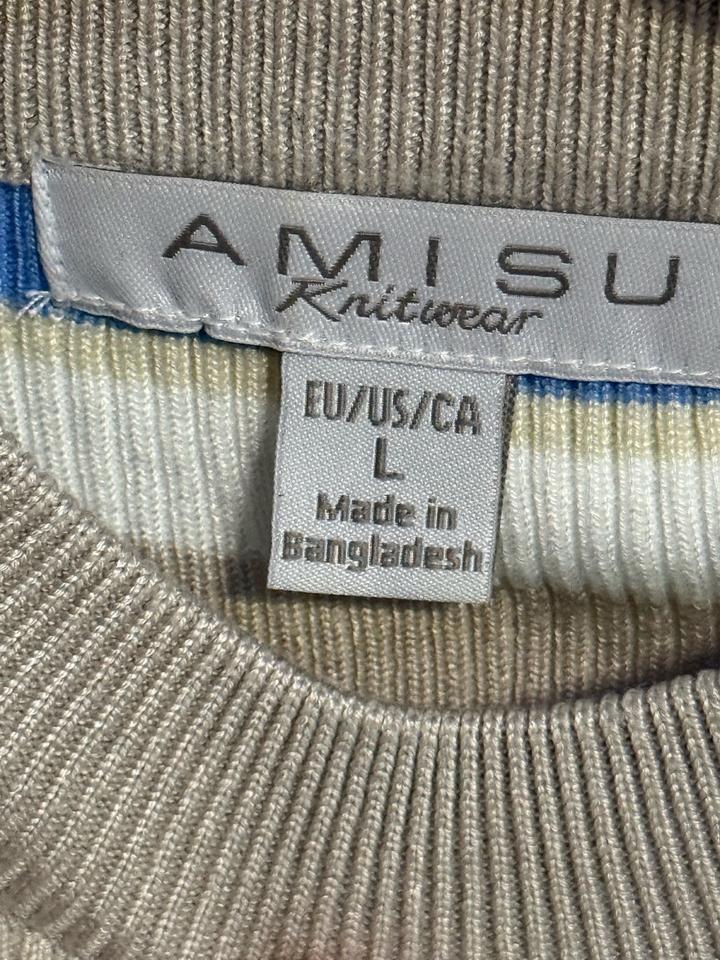 AMISU
Knitwear
EU/US/CA
L
Made in
Bangladesh